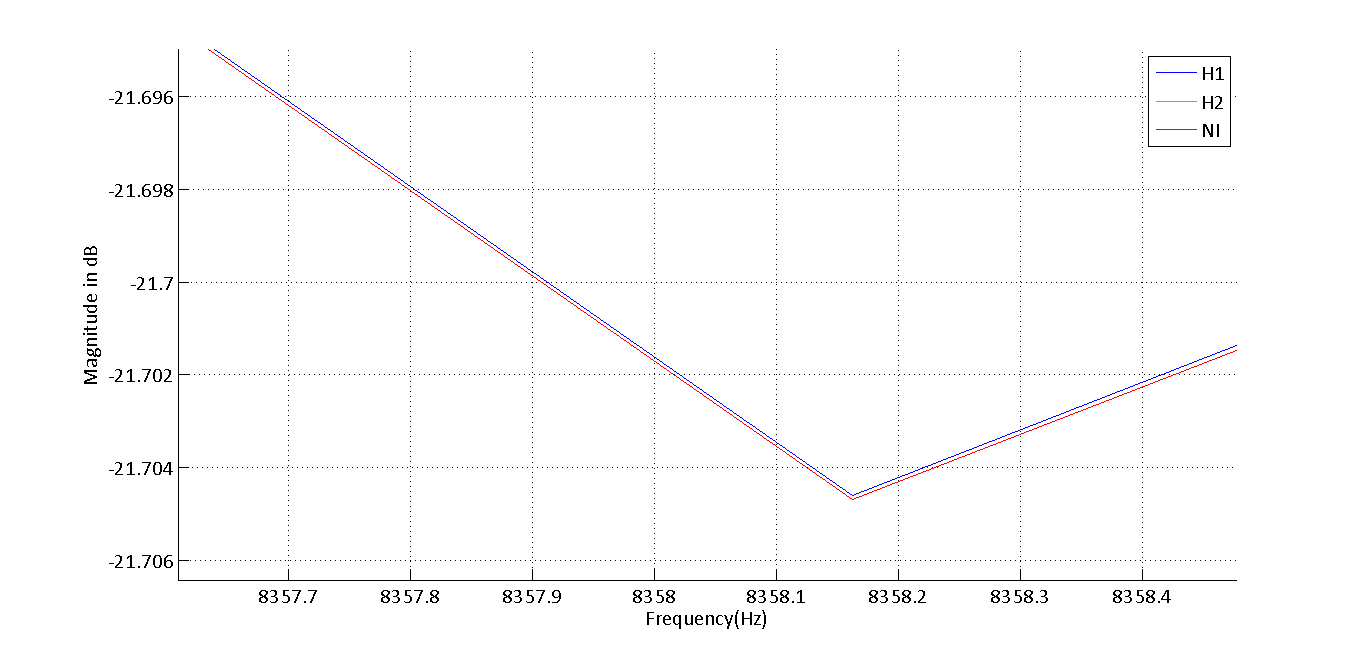 H1
H2
NI
-21.696
-21.698
-21.7
-21.702
-21.704
-21.706
Magnitude in dB
8357.7 8357.8 8357.9 8358 8358.1 8358.2 8358.3 8358.4
Frequency(Hz)